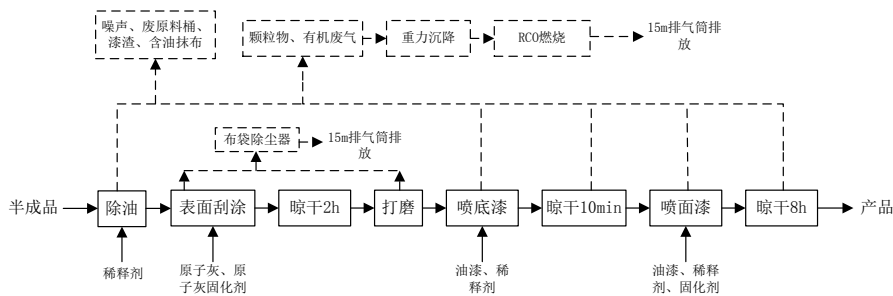 噪声、废原料桶、
漆渣、含油抹布
颗粒物、有机废气
重力沉降
RCO燃烧
15m排气筒排
放
布袋除尘器
15m排气筒排
放
半成品
除油
表面刮涂
晾干2h
打磨
喷底漆
晾干10min
喷面漆
晾干8h
产品
稀释剂
原子灰、原
子灰固化剂
油漆、稀
释剂
油漆、稀释
剂、固化剂